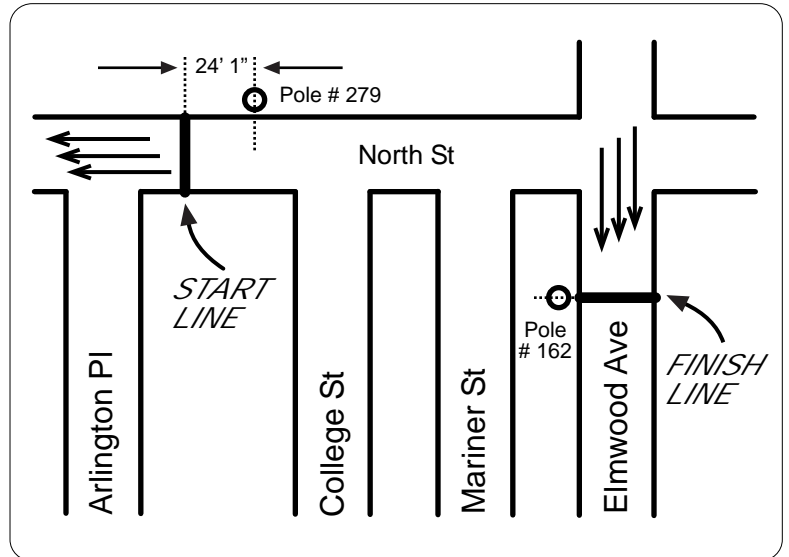 24' 1”
Pole # 279
North St
START
LINE
Pole
# 162
FINISH
LINE
Arlington Pl
College St
Mariner St
Elmwood Ave